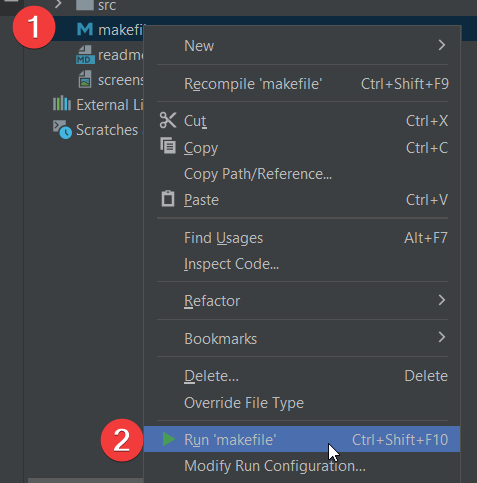 src
1
makefile
New
readme
screens
Recompile 'makefile' Ctrl+Shift+F9
External Li
Cut Ctrl+X
Scratches
Copy Ctrl+C
Copy Path/Reference...
Paste Ctrl+V
Find Usages Alt+F7
Inspect Code...
Refactor
Bookmarks
Delete... Delete
Override File Type
2 Run 'makefile' Ctrl+Shift+F10
Modify Run Configuration...